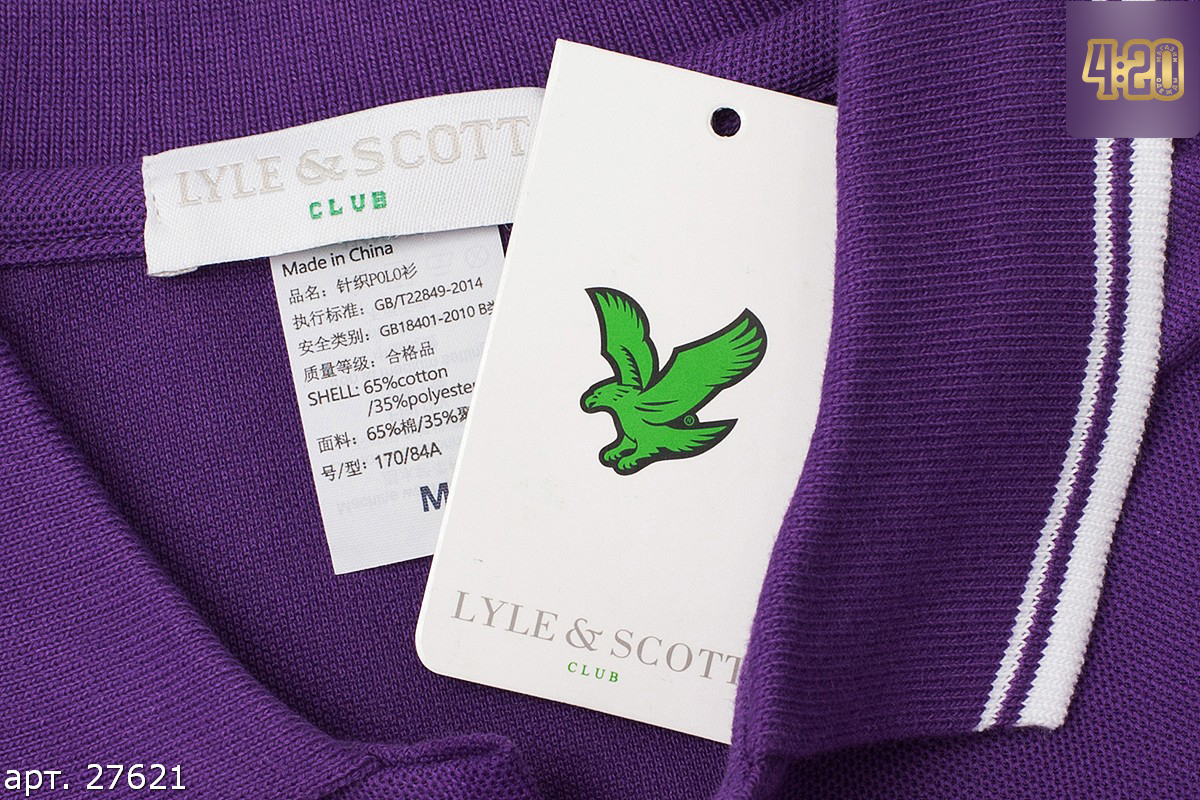 4:20
LYLE & SCOTT
CLUB
Made in China
品名：针织POLO衫
执行标准：GB/T22849-2014
安全类别：GB18401-2010 B类
质量等级：合格品
SHELL: 65%cotton
/35%polyester
面料：65%棉/35%聚
号/型：170/84A
M
®
LYLE & SCOTT
CLUB
арт. 27621